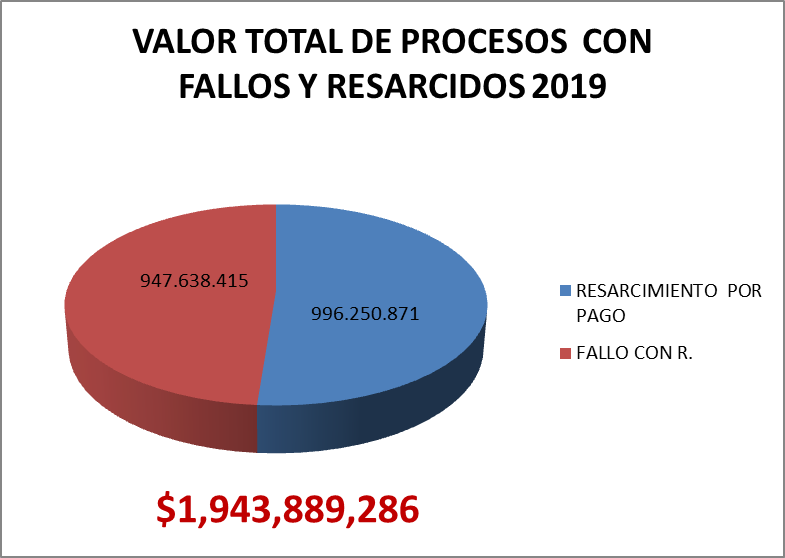 VALOR TOTAL DE PROCESOS CON
FALLOS Y RESARCIDOS 2019
947.638.415
996.250.871
RESARCIMIENTO POR
PAGO
FALLO CON R.
$1,943,889,286